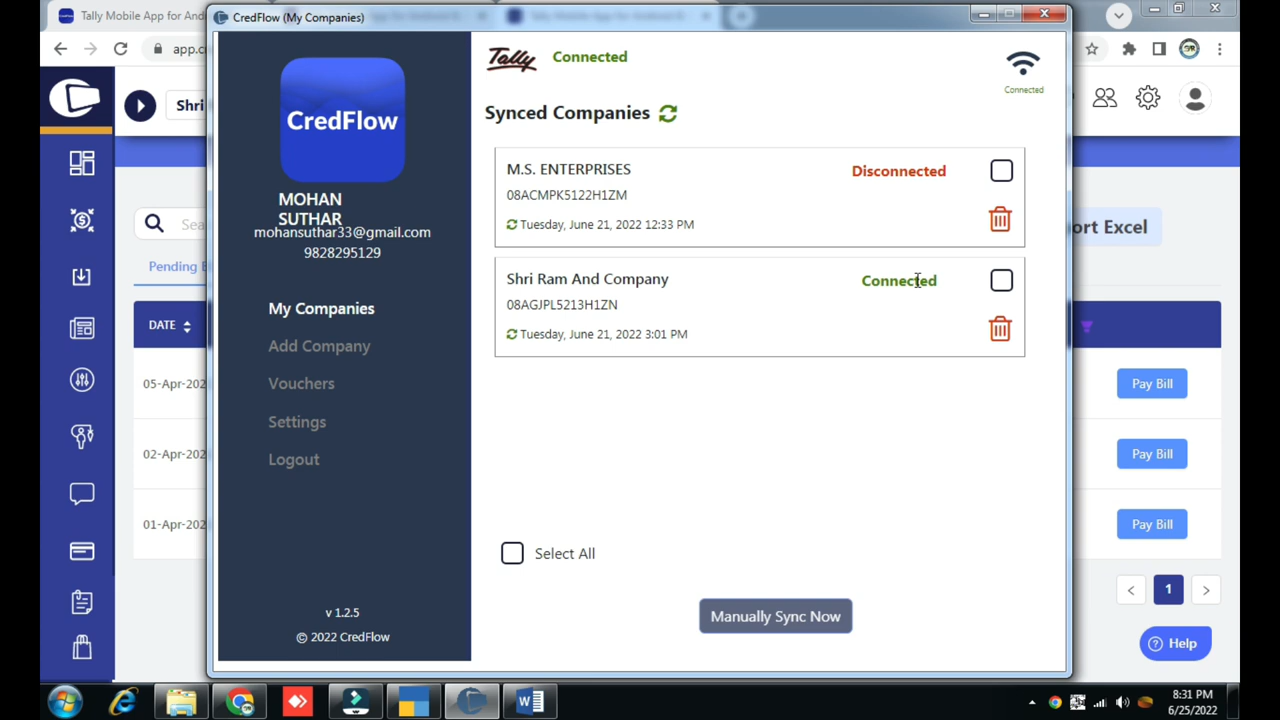 Tally Mobile App for And
CredFlow (My Companies)
app.c
Shri
Sea
Pending
DATE
05-Apr-202
02-Apr-202
01-Apr-202
CredFlow
MOHAN
SUTHAR
mohansuthar33@gmail.com
9828295129
My Companies
Add Company
Vouchers
Settings
Logout
v 1.2.5
© 2022 CredFlow
Tally Connected
Connected
Synced Companies
M.S. ENTERPRISES Disconnected
08ACMPK5122H1ZM
Tuesday, June 21, 2022 12:33 PM
Shri Ram And Company Connected
08AGJPL5213H1ZN
Tuesday, June 21, 2022 3:01 PM
Select All
Manually Sync Now
ort Excel
Pay Bill
Pay Bill
Pay Bill
< 1 >
Help
8:31 PM
6/25/2022